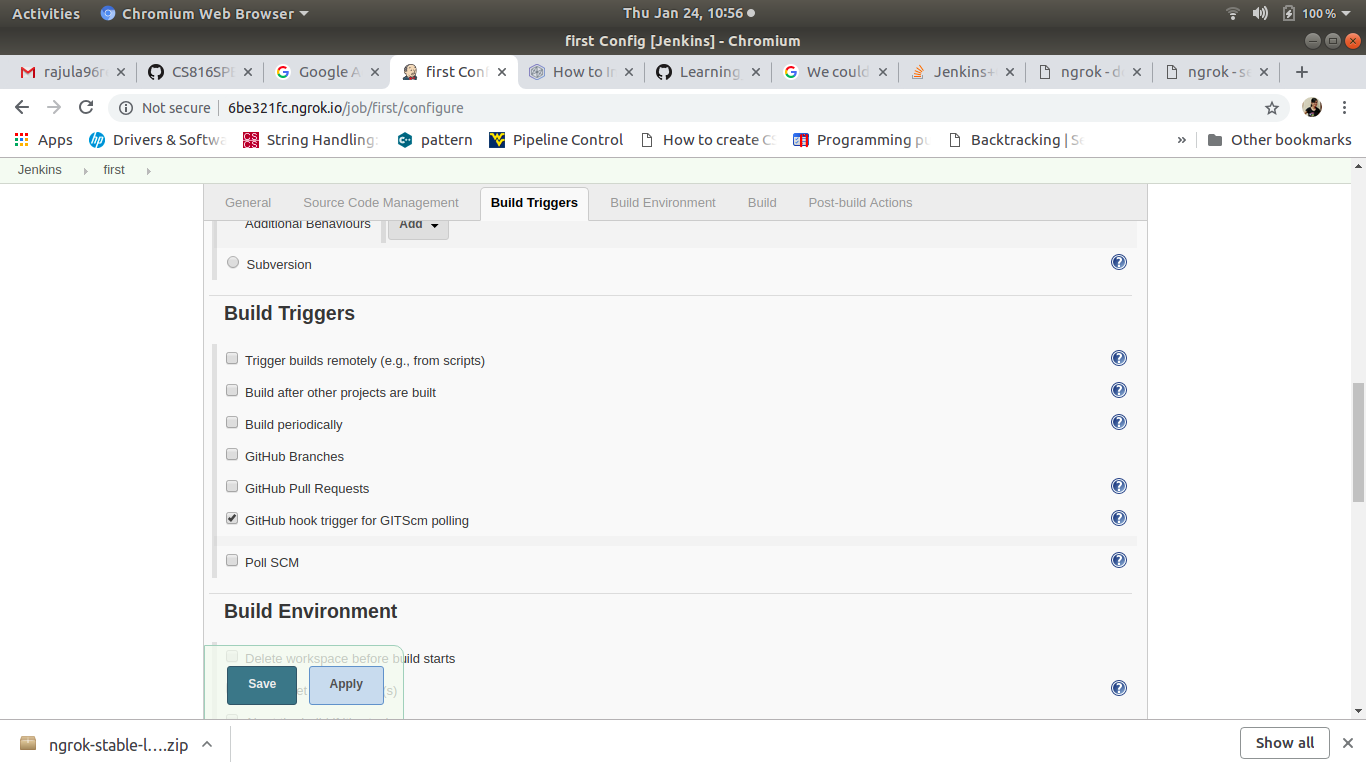 Activities Chromium Web Browser Thu Jan 24, 10:56 100 %
first Config [Jenkins] - Chromium
rajula96r CS816SPE Google A first Conf How to In Learning We could Jenkins+ ngrok - d ngrok - se
Not secure 6be321fc.ngrok.io/job/first/configure
Apps Drivers & Softwa String Handling: pattern Pipeline Control How to create CS Programming pu Backtracking | Se » Other bookmarks
Jenkins first
General Source Code Management Build Triggers Build Environment Build Post-build Actions
Additional Behaviours Add
Subversion
Build Triggers
Trigger builds remotely (e.g., from scripts)
Build after other projects are built
Build periodically
GitHub Branches
GitHub Pull Requests
GitHub hook trigger for GITScm polling
Poll SCM
Build Environment
Delete workspace before build starts
Save Apply
ngrok-stable-l….zip Show all